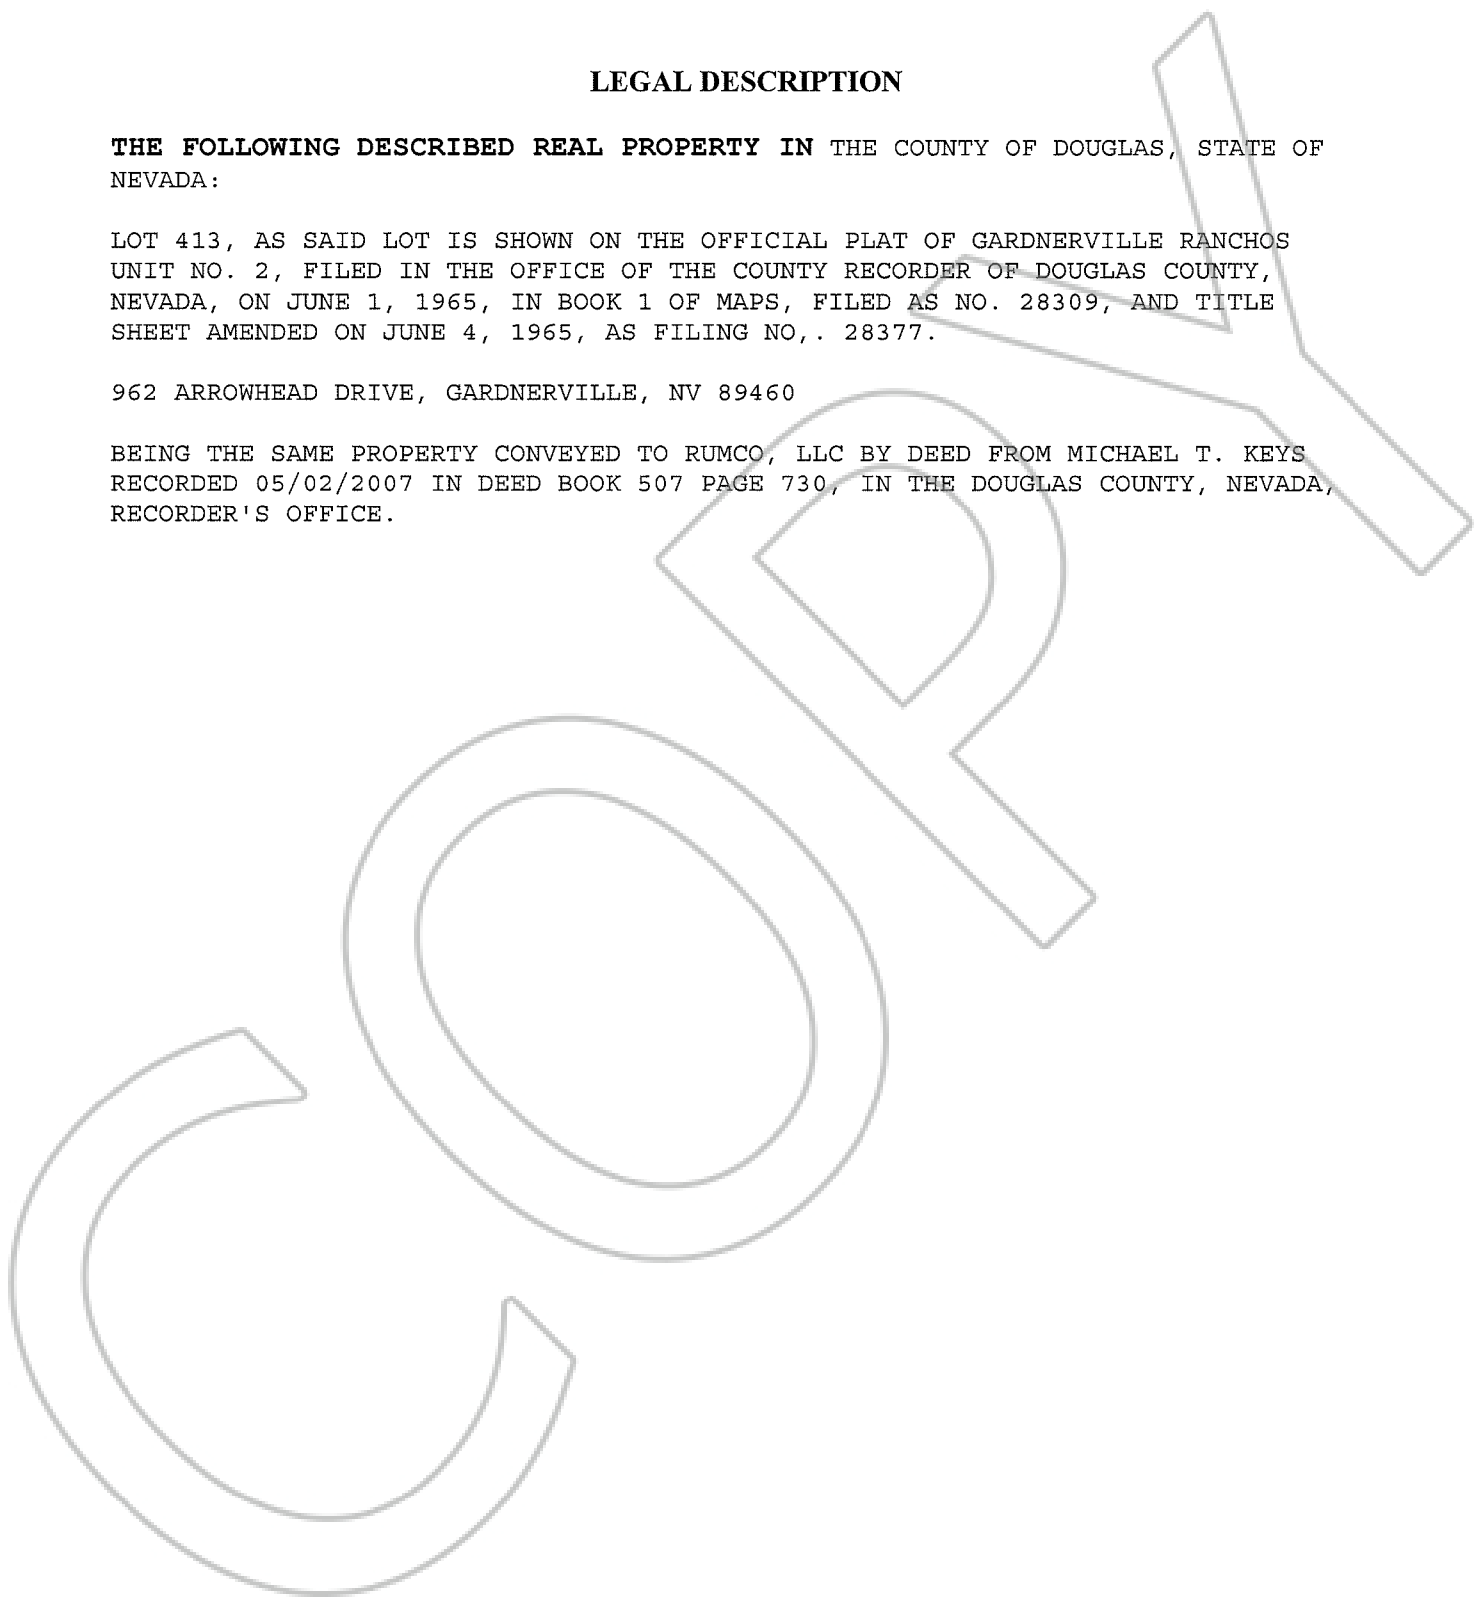 LEGAL DESCRIPTION
THE FOLLOWING DESCRIBED REAL PROPERTY IN THE COUNTY OF DOUGLAS, STATE OF
NEVADA:
LOT 413, AS SAID LOT IS SHOWN ON THE OFFICIAL PLAT OF GARDNERVILLE RANCHOS
UNIT NO. 2, FILED IN THE OFFICE OF THE COUNTY RECORDER OF DOUGLAS COUNTY,
NEVADA, ON JUNE 1, 1965, IN BOOK 1 OF MAPS, FILED AS NO. 28309, AND TITLE
SHEET AMENDED ON JUNE 4, 1965, AS FILING NO,. 28377.
962 ARROWHEAD DRIVE, GARDNERVILLE, NV 89460
BEING THE SAME PROPERTY CONVEYED TO RUMCO, LLC BY DEED FROM MICHAEL T. KEYS
RECORDED 05/02/2007 IN DEED BOOK 507 PAGE 730, IN THE DOUGLAS COUNTY, NEVADA,
RECORDER'S OFFICE.
COPY